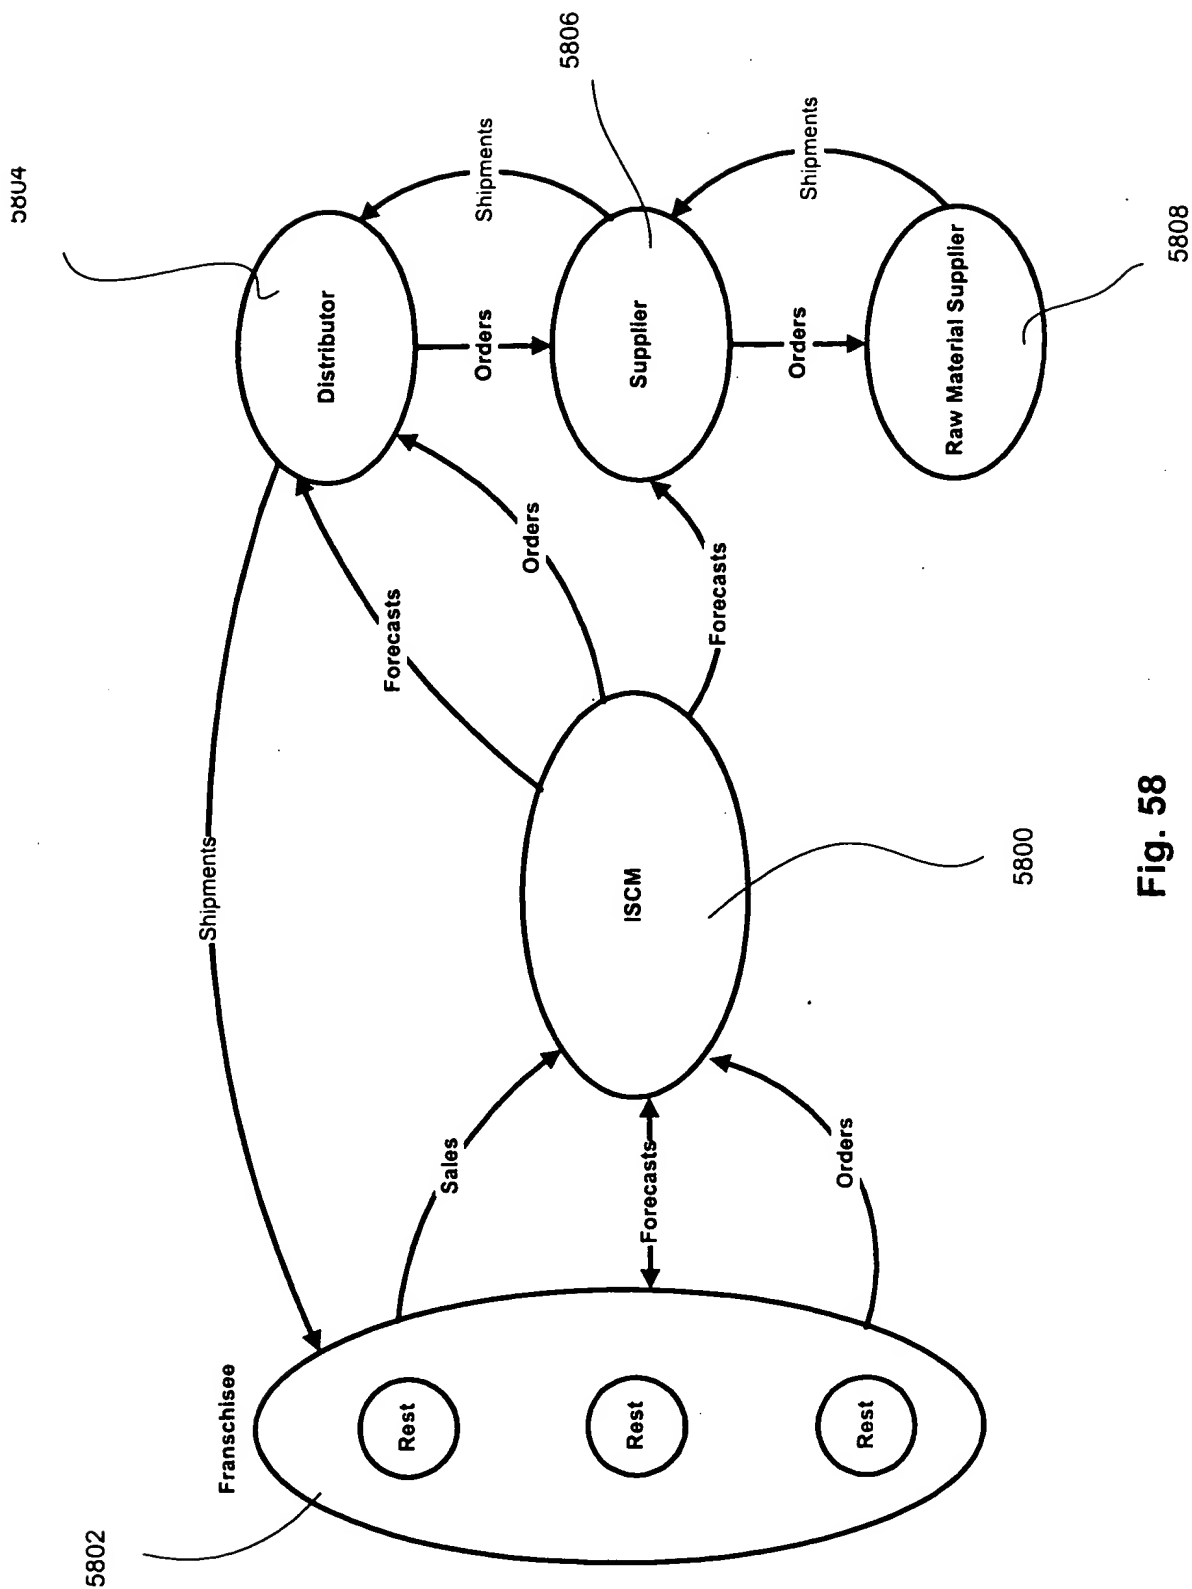 5804
Shipments
5802
Franschisee
Rest
Rest
Rest
Sales
Forecasts
Orders
ISCM
5800
Forecasts
Orders
Forecasts
Distributor
Orders
Shipments
Supplier
5806
Orders
Shipments
Raw Material Supplier
5808
Fig. 58